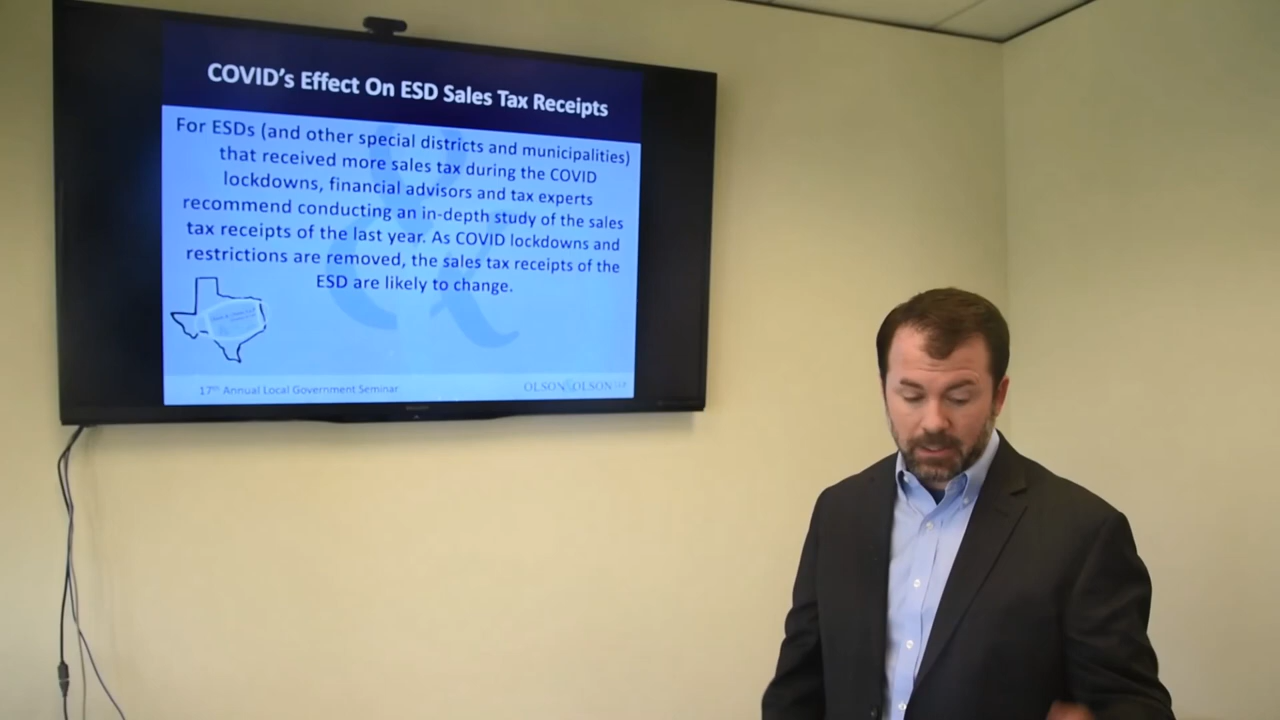 COVID's Effect On ESD Sales Tax Receipts
For ESDs (and other special districts and municipalities)
that received more sales tax during the COVID
lockdowns, financial advisors and tax experts
recommend conducting an in-depth study of the sales
tax receipts of the last year. As COVID lockdowns and
restrictions are removed, the sales tax receipts of the
ESD are likely to change.
17th Annual Local Government Seminar
OLSON & OLSON LLP